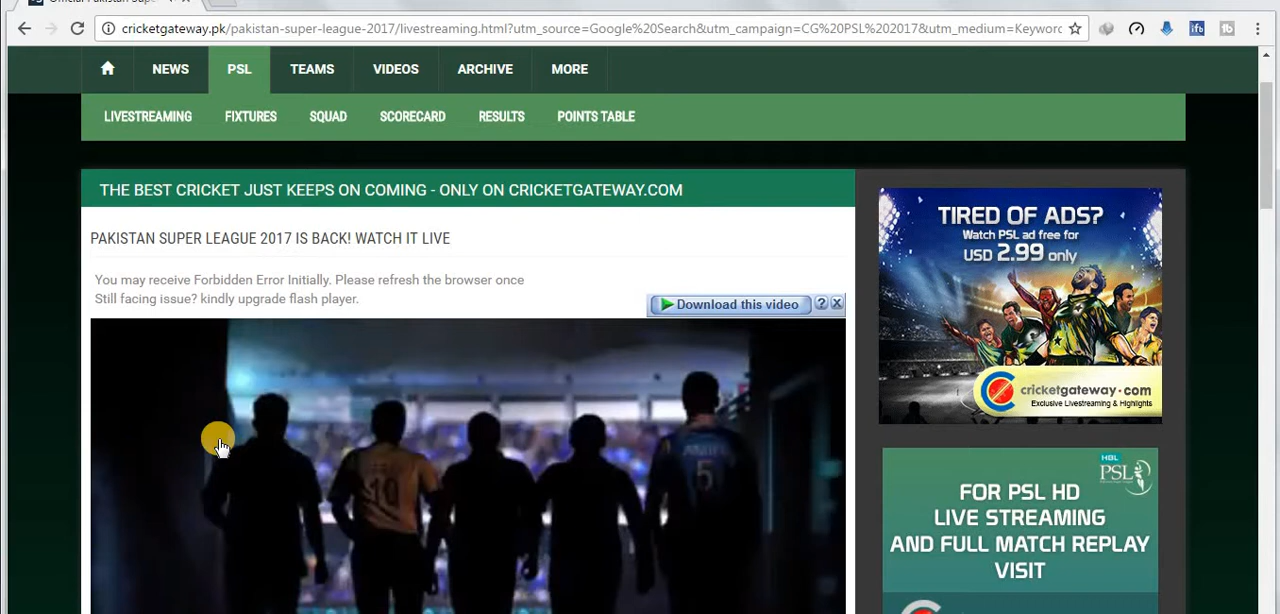 cricketgateway.pk/pakistan-super-league-2017/livestreaming.html?utm_source=Google%20Search&utm_campaign=CG%20PSL%202017&utm_medium=Keyworc
NEWS PSL TEAMS VIDEOS ARCHIVE MORE
LIVESTREAMING FIXTURES SQUAD SCORECARD RESULTS POINTS TABLE
THE BEST CRICKET JUST KEEPS ON COMING - ONLY ON CRICKETGATEWAY.COM
PAKISTAN SUPER LEAGUE 2017 IS BACK! WATCH IT LIVE
You may receive Forbidden Error Initially. Please refresh the browser once
Still facing issue? kindly upgrade flash player.
Download this video ?
10
5
TIRED OF ADS?
Watch PSL ad free for
USD 2.99 only
cricketgateway.com
Exclusive Livestreaming & Highlights
HBL
PSL
FOR PSL HD
LIVE STREAMING
AND FULL MATCH REPLAY
VISIT